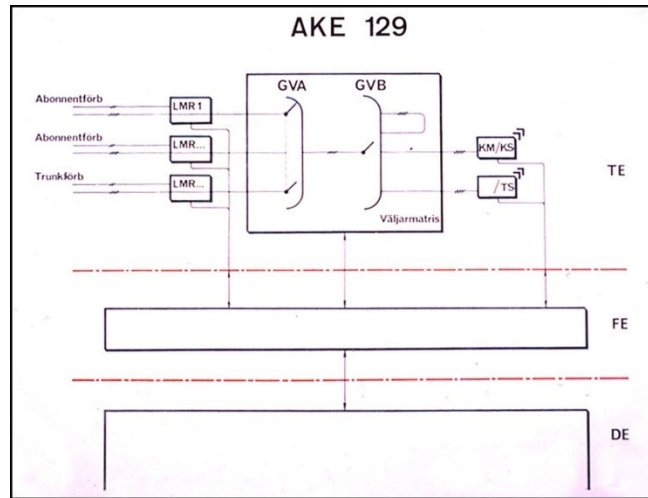 AKE 129
GVA GVB
Abonnentförb
LMR 1
Abonnentförb
LMR...
KM/KS
TE
Trunkförb
LMR...
/TS
Väljarmatris
FE
DE